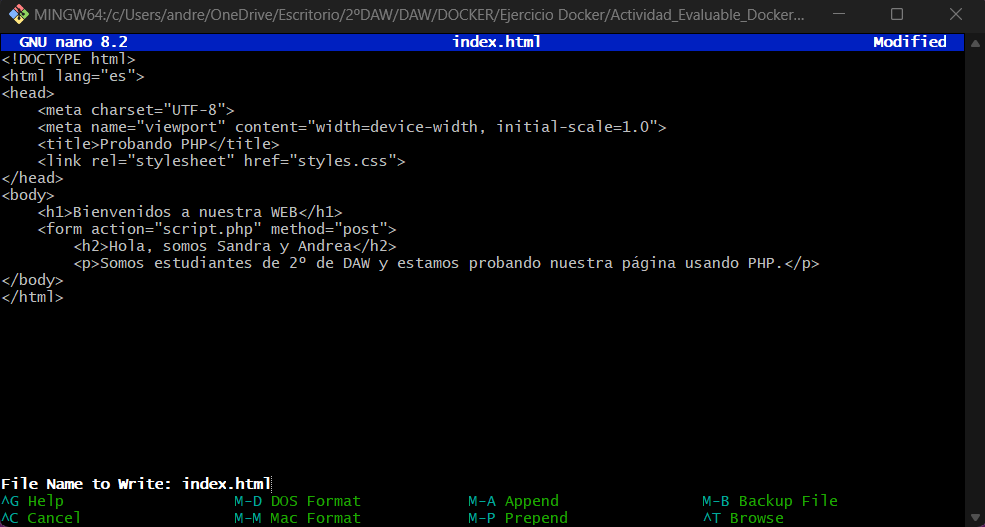 MINGW64:/c/Users/andre/OneDrive/Escritorio/2ºDAW/DAW/DOCKER/Ejercicio Docker/Actividad_Evaluable_Docker...
GNU nano 8.2 index.html Modified
<!DOCTYPE html>
<html lang="es">
<head>
    <meta charset="UTF-8">
    <meta name="viewport" content="width=device-width, initial-scale=1.0">
    <title>Probando PHP</title>
    <link rel="stylesheet" href="styles.css">
</head>
<body>
    <h1>Bienvenidos a nuestra WEB</h1>
    <form action="script.php" method="post">
        <h2>Hola, somos Sandra y Andrea</h2>
        <p>Somos estudiantes de 2º de DAW y estamos probando nuestra página usando PHP.</p>
</body>
</html>
File Name to Write: index.html
^G Help M-D DOS Format M-A Append M-B Backup File
^C Cancel M-M Mac Format M-P Prepend ^T Browse